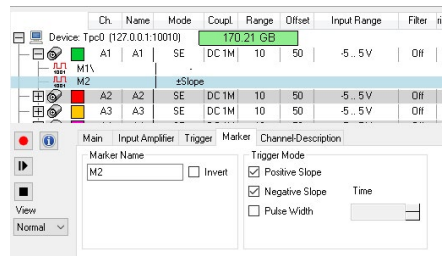 Ch. Name Mode Coupl. Range Offset Input Range Filter
Device: Tpc0 (127.0.0.1:10010) 170.21 GB
A1 A1 SE DC 1M 10 50 -5 .. 5 V Off
M1\
M2 ±Slope
A2 A2 SE DC 1M 10 50 -5 .. 5 V Off
A3 A3 SE DC 1M 10 50 -5 .. 5 V Off
Main Input Amplifier Trigger Marker Channel-Description
Marker Name Trigger Mode
M2 Invert Positive Slope
Negative Slope Time
View Pulse Width
Normal